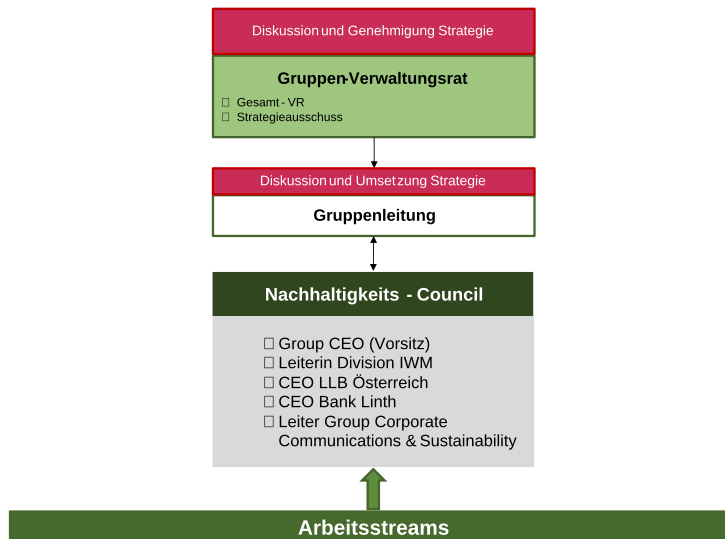 Diskussion und Genehmigung Strategie
Gruppen-Verwaltungsrat
Gesamt - VR
Strategieausschuss
Diskussion und Umsetzung Strategie
Gruppenleitung
Nachhaltigkeits - Council
Group CEO (Vorsitz)
Leiterin Division IWM
CEO LLB Österreich
CEO Bank Linth
Leiter Group Corporate
Communications & Sustainability
Arbeitsstreams